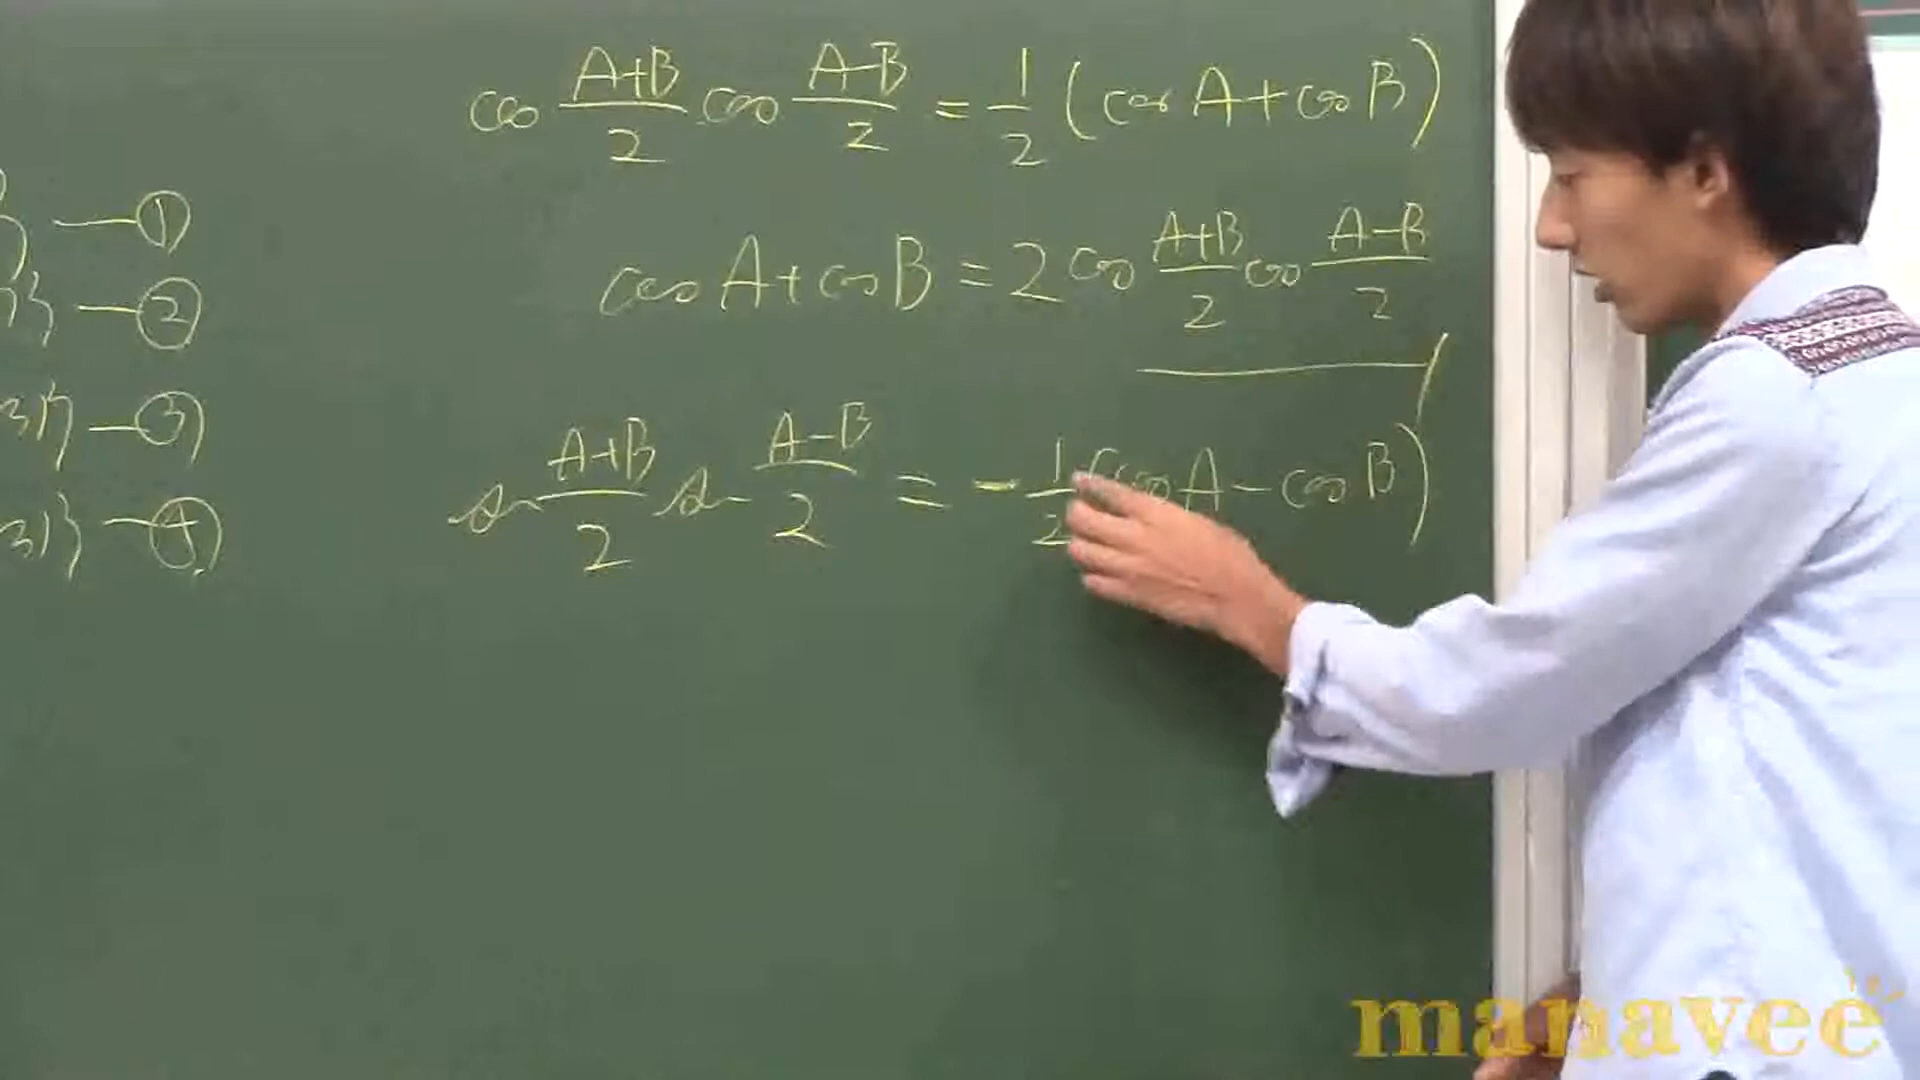 cos (A+B)/2 cos (A-B)/2 = 1/2 (cos A + cos B)
cos A + cos B = 2 cos (A+B)/2 cos (A-B)/2
sin (A+B)/2 sin (A-B)/2 = - 1/2 (cos A - cos B)
} — ①
} — ②
} — ③
} — ④
manavee